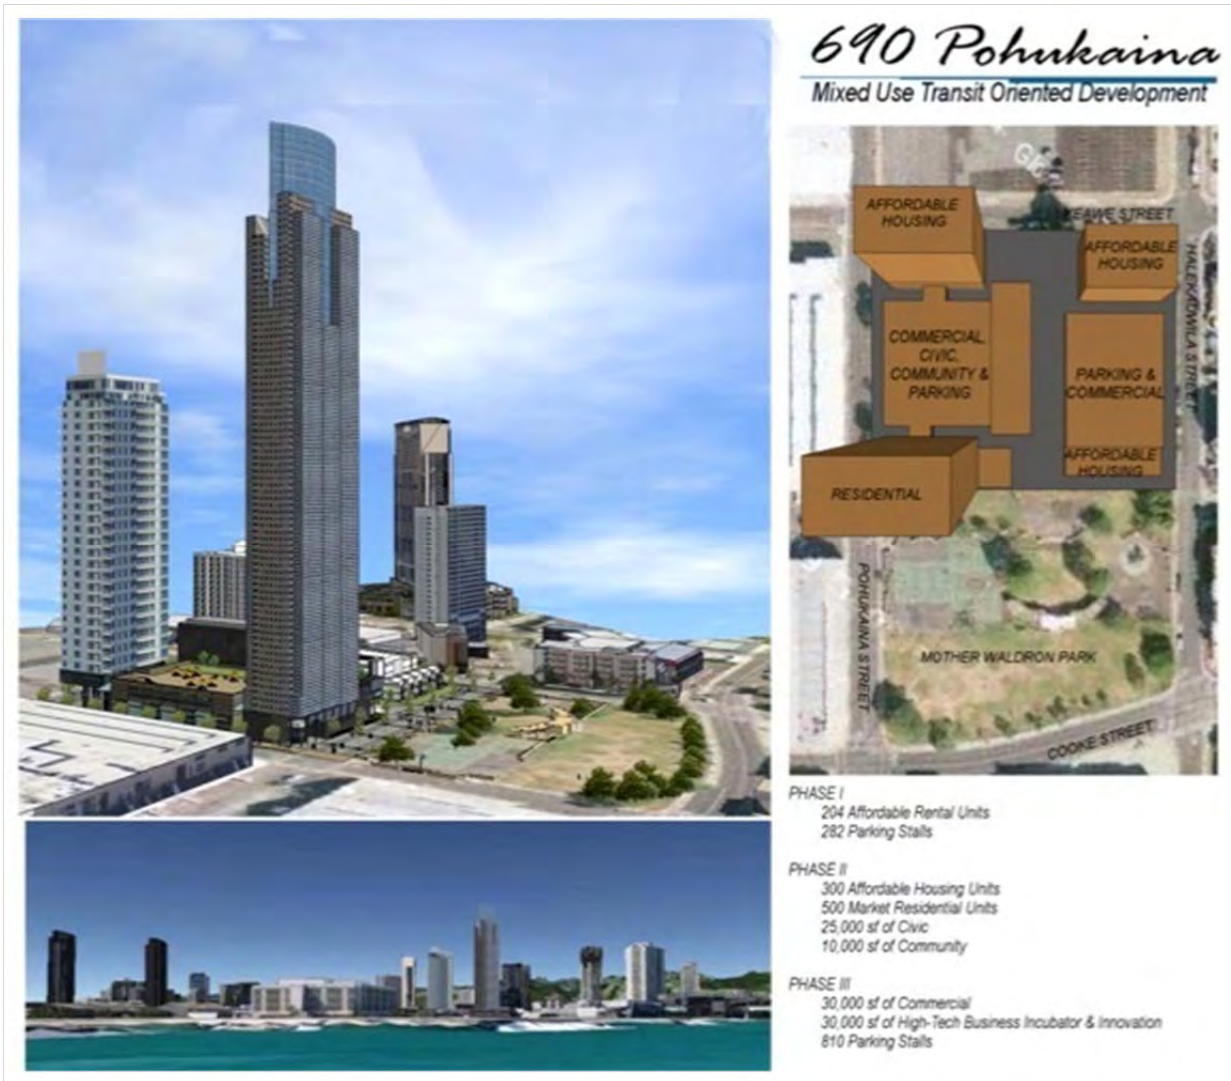 690 Pohukaina
Mixed Use Transit Oriented Development
AFFORDABLE
HOUSING
KEAWE STREET
AFFORDABLE
HOUSING
HALEKAUWILA STREET
COMMERCIAL,
CIVIC,
COMMUNITY &
PARKING
PARKING &
COMMERCIAL
AFFORDABLE
HOUSING
RESIDENTIAL
POHUKAINA STREET
MOTHER WALDRON PARK
COOKE STREET
PHASE I
204 Affordable Rental Units
282 Parking Stalls
PHASE II
300 Affordable Housing Units
500 Market Residential Units
25,000 sf of Civic
10,000 sf of Community
PHASE III
30,000 sf of Commercial
30,000 sf of High-Tech Business Incubator & Innovation
810 Parking Stalls